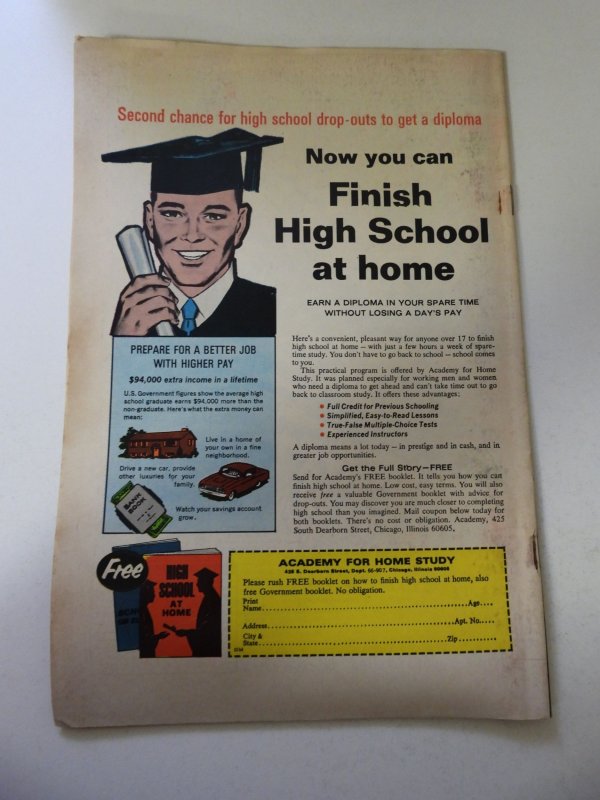 Second chance for high school drop-outs to get a diploma
Now you can
Finish
High School
at home
EARN A DIPLOMA IN YOUR SPARE TIME
WITHOUT LOSING A DAY'S PAY
PREPARE FOR A BETTER JOB
WITH HIGHER PAY
$94,000 extra income in a lifetime
U.S. Government figures show the average high
school graduate earns $94,000 more than the
non-graduate. Here's what the extra money can
mean:
Live in a home of
your own in a fine
neighborhood.
Drive a new car, provide
other luxuries for your
family.
BANK
BOOK
Watch your savings account
grow.
Here's a convenient, pleasant way for anyone over 17 to finish
high school at home – with just a few hours a week of spare-
time study. You don't have to go back to school – school comes
to you.
This practical program is offered by Academy for Home
Study. It was planned especially for working men and women
who need a diploma to get ahead and can't take time out to go
back to classroom study. It offers these advantages:
• Full Credit for Previous Schooling
• Simplified, Easy-to-Read Lessons
• True-False Multiple-Choice Tests
• Experienced Instructors
A diploma means a lot today – in prestige and in cash, and in
greater job opportunities.
Get the Full Story–FREE
Send for Academy's FREE booklet. It tells you how you can
finish high school at home. Low cost, easy terms. You will also
receive free a valuable Government booklet with advice for
drop-outs. You may discover you are much closer to completing
high school than you imagined. Mail coupon below today for
both booklets. There's no cost or obligation. Academy, 425
South Dearborn Street, Chicago, Illinois 60605.
Free
HIGH
SCHOOL
AT
HOME
ACADEMY FOR HOME STUDY
425 S. Dearborn Street, Dept. 66-907, Chicago, Illinois 60605
Please rush FREE booklet on how to finish high school at home, also
free Government booklet. No obligation.
Print
Name Age
Address Apt. No.
City &
State Zip